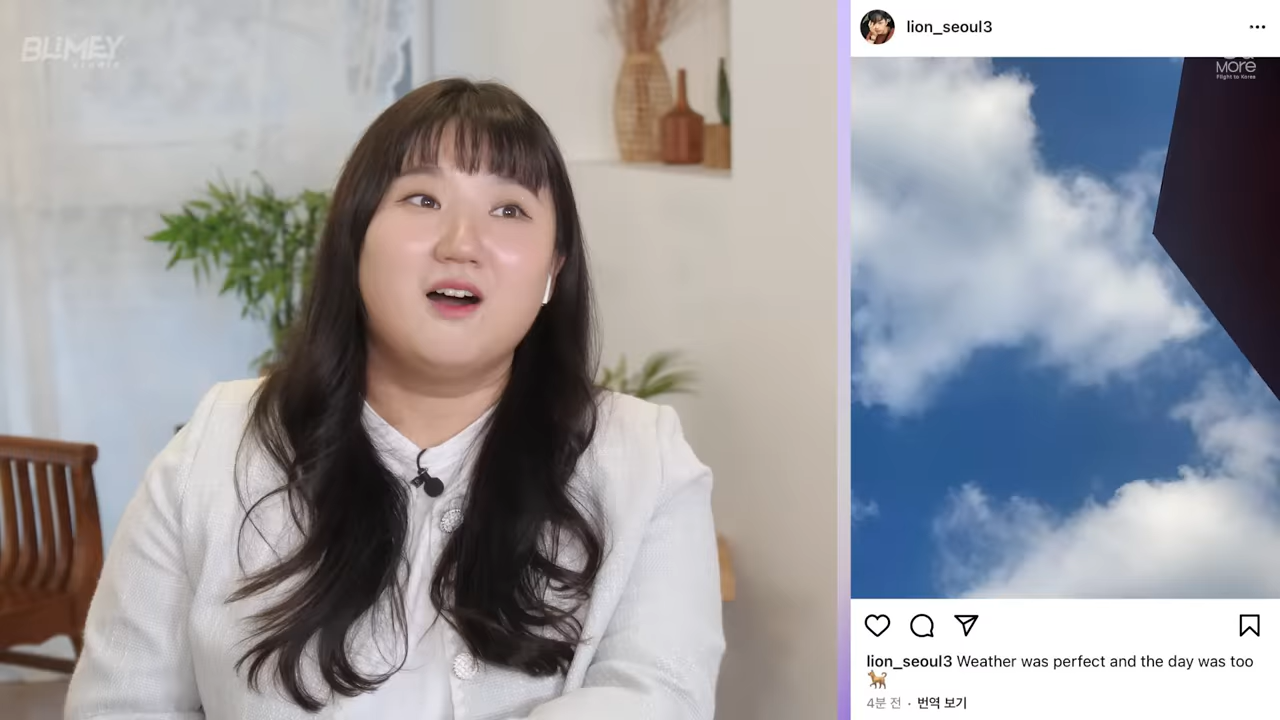 BLiMEY
STUDIO
lion_seoul3
MORE
Flight to Korea
lion_seoul3 Weather was perfect and the day was too
🐕
4분 전 · 번역 보기